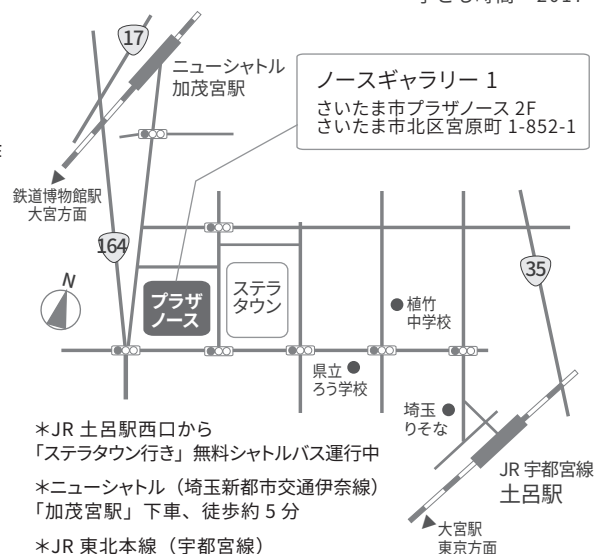 17
ニューシャトル
加茂宮駅
ノースギャラリー 1
さいたま市プラザノース 2F
さいたま市北区宮原町 1-852-1
鉄道博物館駅
大宮方面
164
35
N
プラザ
ノース
ステラ
タウン
植竹
中学校
県立
ろう学校
埼玉
りそな
JR 宇都宮線
土呂駅
大宮駅
東京方面
＊JR 土呂駅西口から
「ステラタウン行き」無料シャトルバス運行中
＊ニューシャトル（埼玉新都市交通伊奈線）
「加茂宮駅」下車、徒歩約 5 分
＊JR 東北本線（宇都宮線）